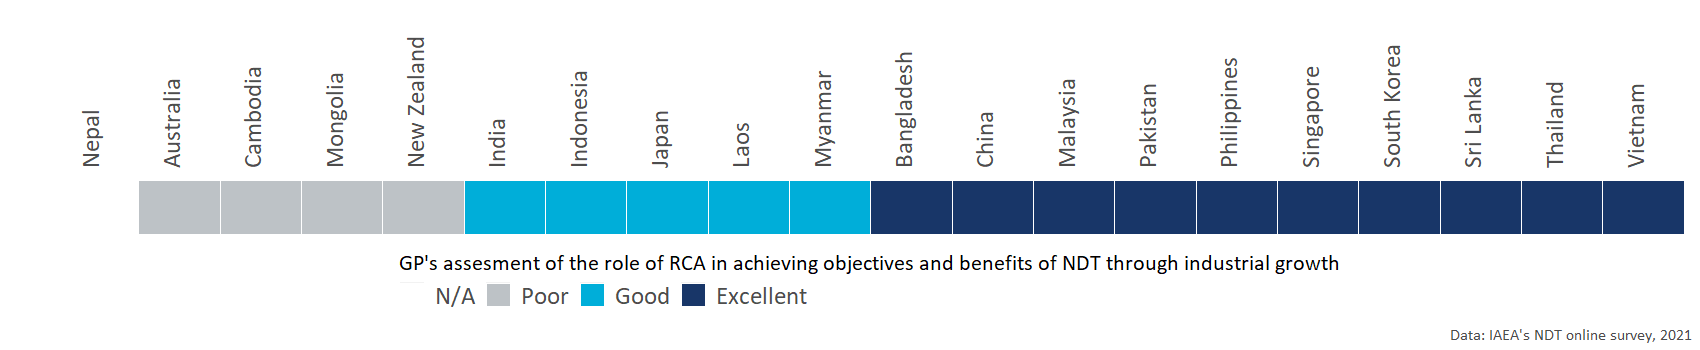 Nepal
Australia
Cambodia
Mongolia
New Zealand
India
Indonesia
Japan
Laos
Myanmar
Bangladesh
China
Malaysia
Pakistan
Philippines
Singapore
South Korea
Sri Lanka
Thailand
Vietnam
GP's assesment of the role of RCA in achieving objectives and benefits of NDT through industrial growth
N/A Poor Good Excellent
Data: IAEA's NDT online survey, 2021